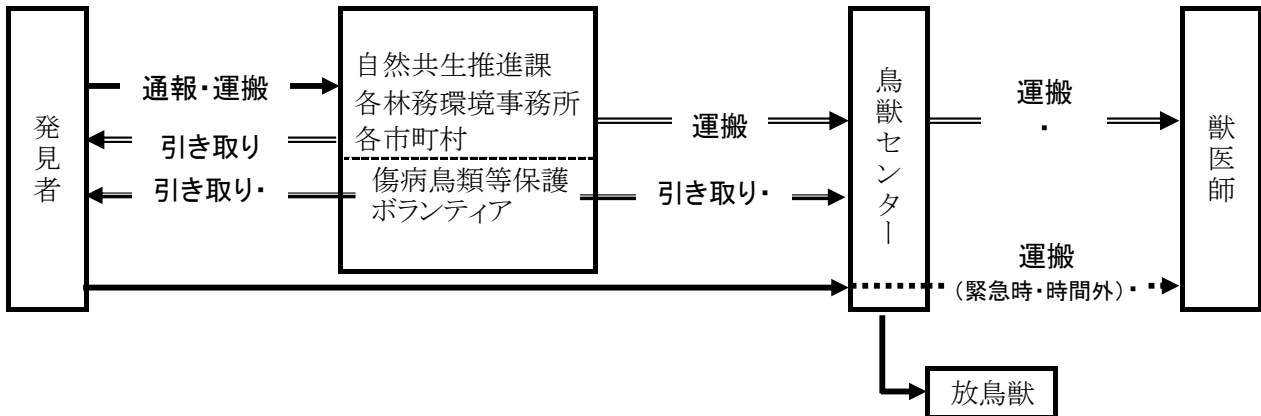 発見者
通報・運搬
引き取り
引き取り・
自然共生推進課
各林務環境事務所
各市町村
傷病鳥類等保護
ボランティア
運搬
引き取り・
鳥獣センター
運搬
・
運搬
(緊急時・時間外)・
獣医師
放鳥獣